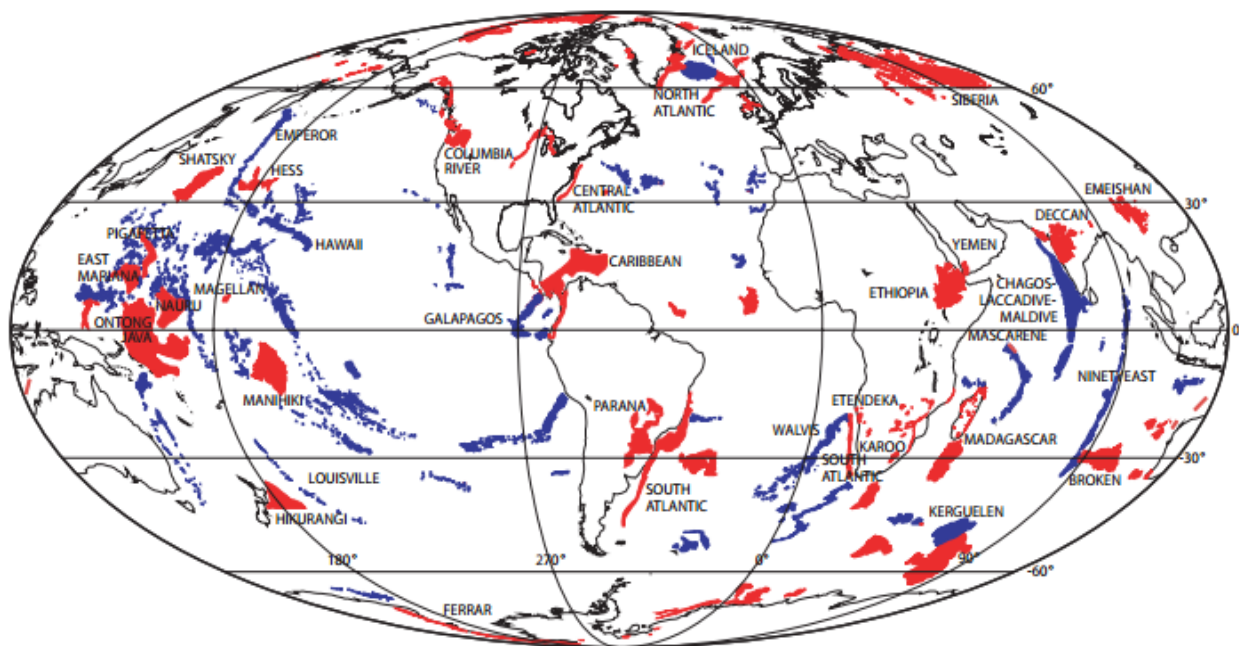 ICELAND
60°
NORTH
ATLANTIC
SIBERIA
EMPEROR
SHATSKY
HESS
COLUMBIA
RIVER
CENTRAL
ATLANTIC
EMEISHAN
30°
DECCAN
PIGAFETTA
HAWAII
YEMEN
EAST
MARIANA
CARIBBEAN
MAGELLAN
NAURU
ETHIOPIA
CHAGOS-
LACCADIVE-
MALDIVE
GALAPAGOS
ONTONG
JAVA
0°
MASCARENE
NINETYEAST
MANIHIKI
PARANA
ETENDEKA
WALVIS
KAROO
MADAGASCAR
SOUTH
ATLANTIC
-30°
LOUISVILLE
BROKEN
SOUTH
ATLANTIC
HIKURANGI
KERGUELEN
180°
270°
0°
90°
-60°
FERRAR